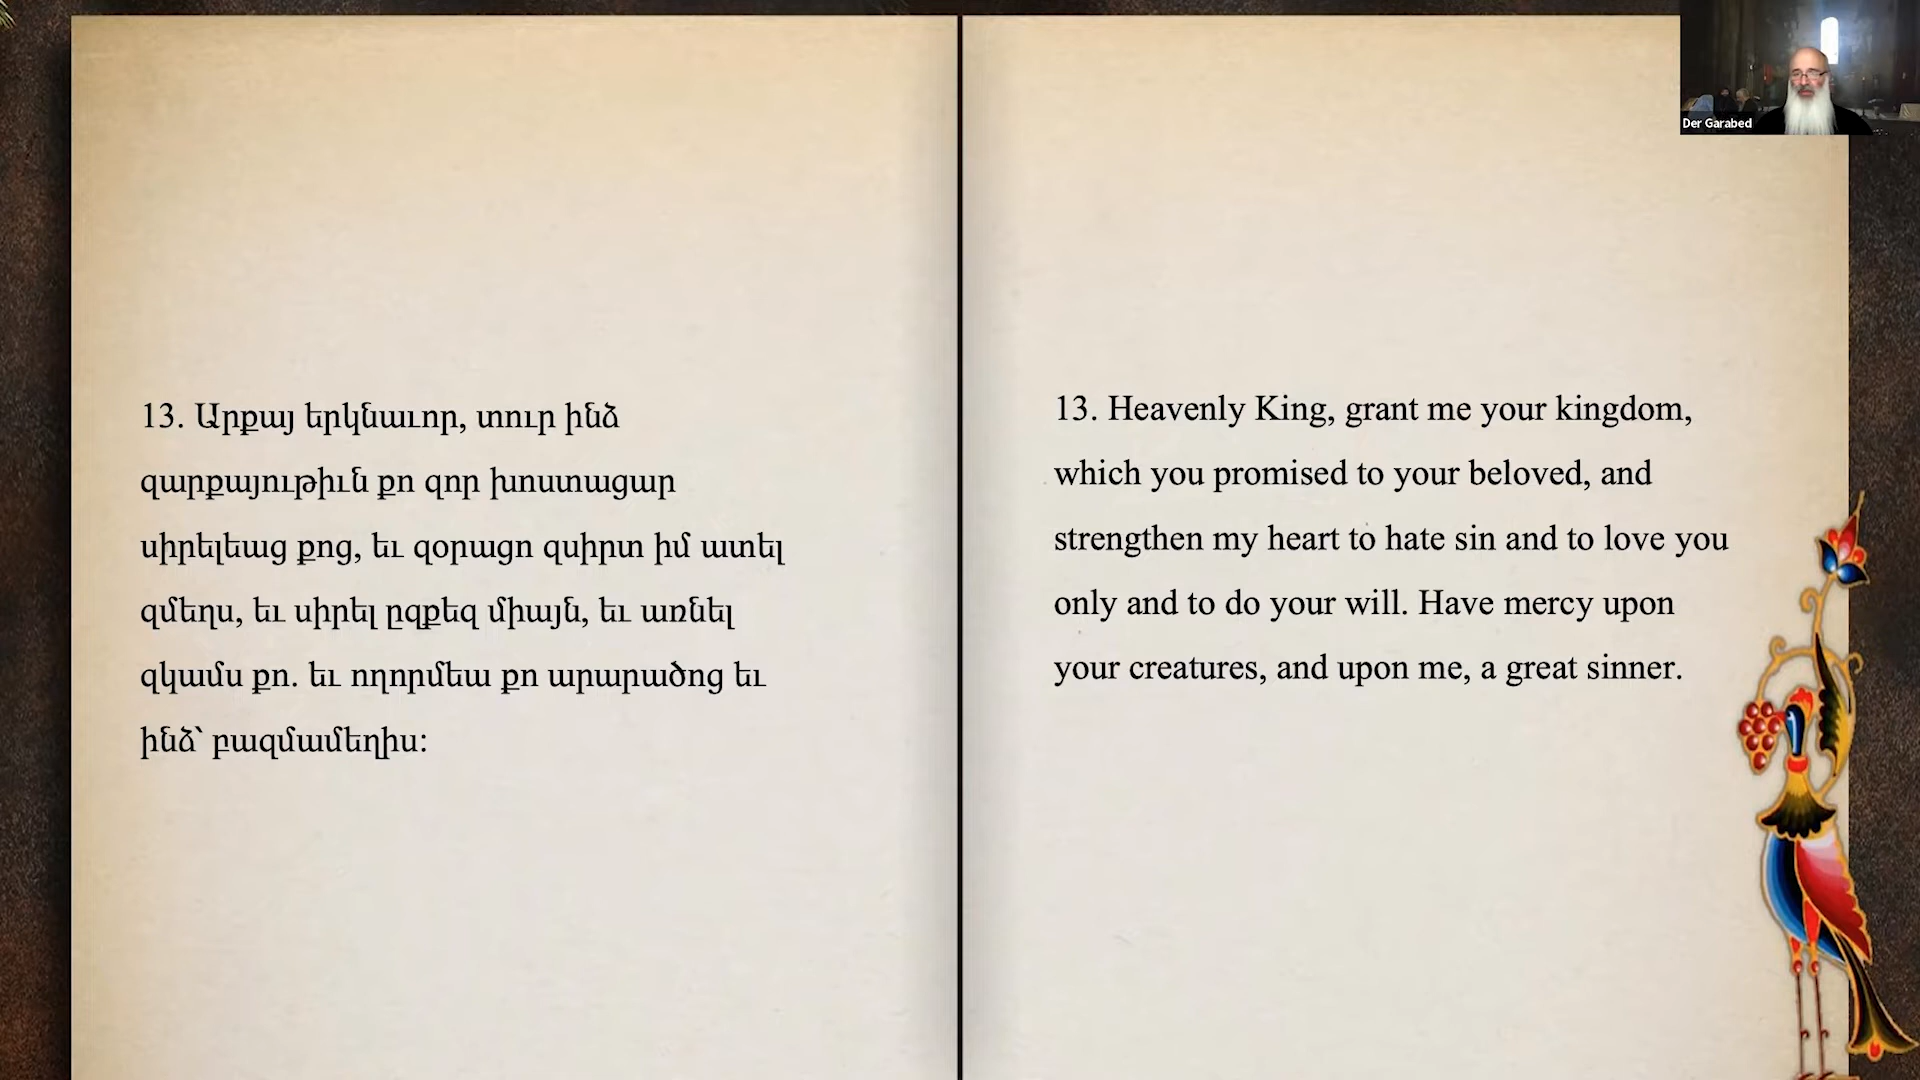 13. Արքայ երկնաւոր, տուր ինձ
զարքայութիւն քո զոր խոստացար
սիրելեաց քոց, եւ զօրացո զսիրտ իմ ատել
զմեղս, եւ սիրել ըզքեզ միայն, եւ առնել
զկամս քո. եւ ողորմեա քո արարածոց եւ
ինձ՝ բազմամեղիս:
13. Heavenly King, grant me your kingdom,
which you promised to your beloved, and
strengthen my heart to hate sin and to love you
only and to do your will. Have mercy upon
your creatures, and upon me, a great sinner.
Der Garabed